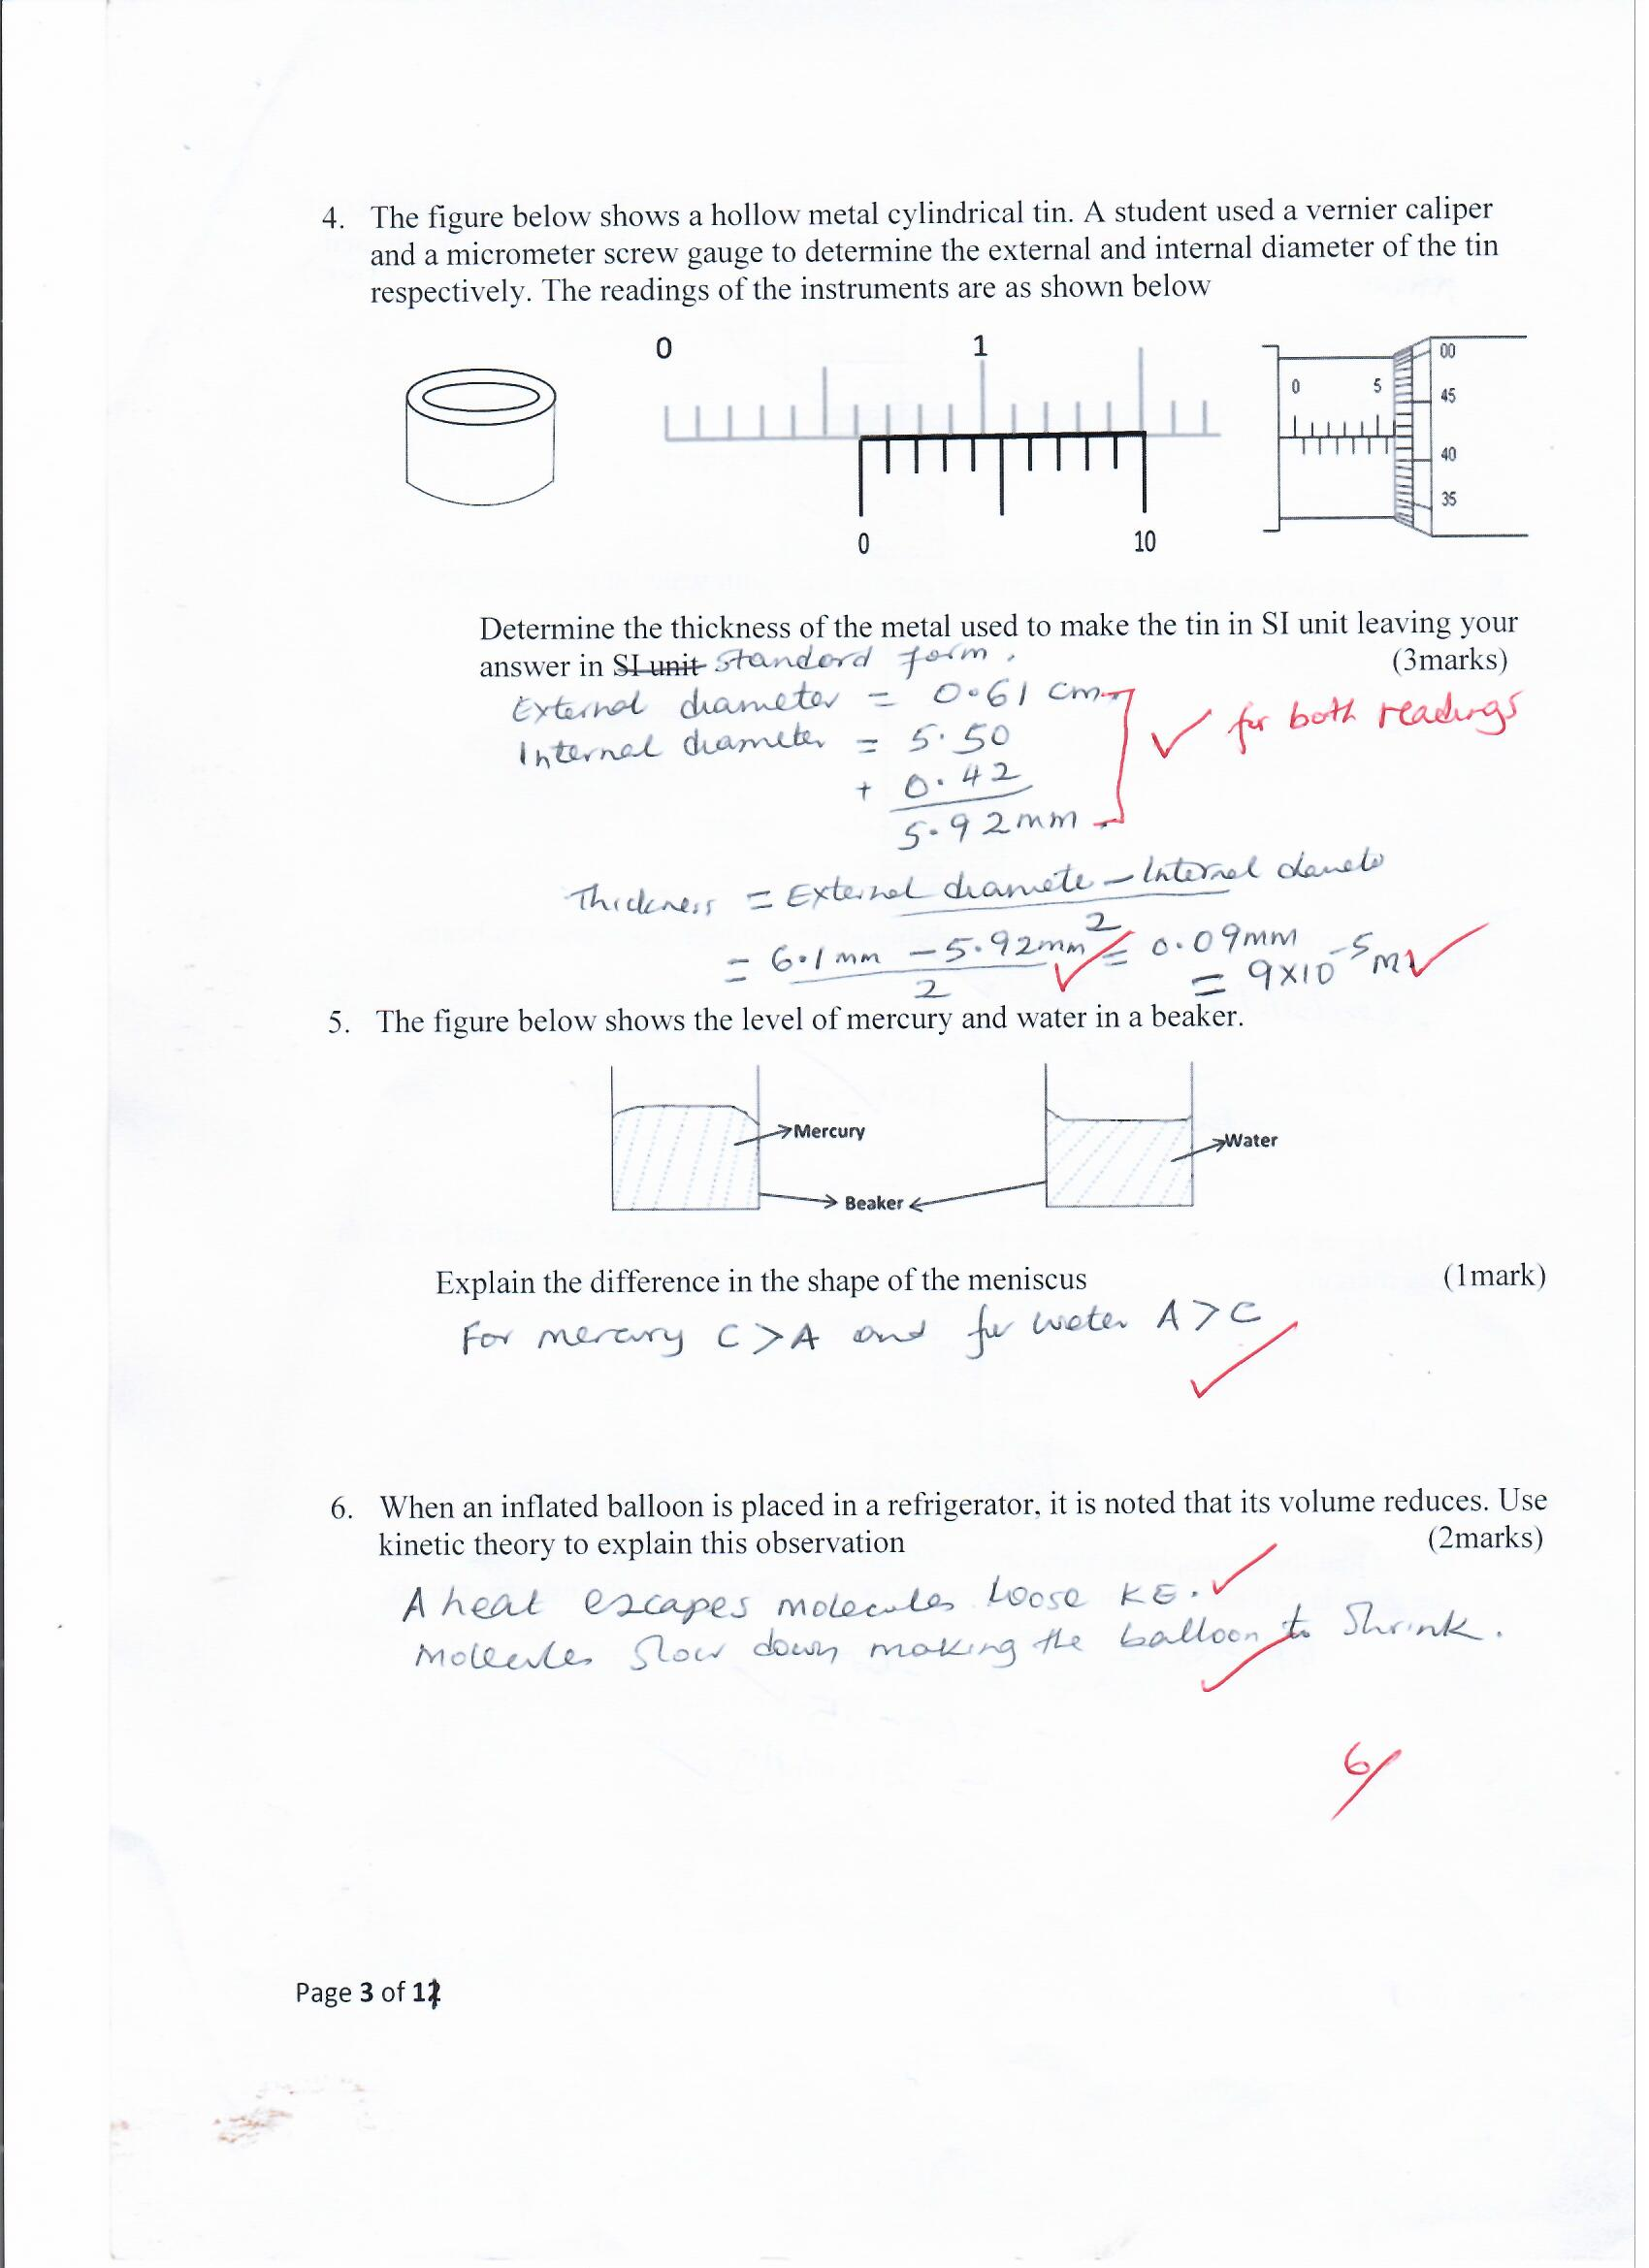 4. The figure below shows a hollow metal cylindrical tin. A student used a vernier caliper
and a micrometer screw gauge to determine the external and internal diameter of the tin
respectively. The readings of the instruments are as shown below
0 1
0 10
0 5
00
45
40
35
Determine the thickness of the metal used to make the tin in SI unit leaving your
answer in SI unit Standard form. (3marks)
External diameter = 0.61 cm
Internal diameter = 5.50
+ 0.42
5.92mm
✓ for both readings
Thickness = External diamete – Internal diamete
2
= 6.1 mm – 5.92mm = 0.09mm
2
= 9x10⁻⁵m
5. The figure below shows the level of mercury and water in a beaker.
Mercury
Water
Beaker
Explain the difference in the shape of the meniscus (1mark)
For mercury C > A and for water A > C
6. When an inflated balloon is placed in a refrigerator, it is noted that its volume reduces. Use
kinetic theory to explain this observation (2marks)
A heat escapes molecules loose KE.
Molecules slow down making the balloon to shrink.
6/
Page 3 of 11